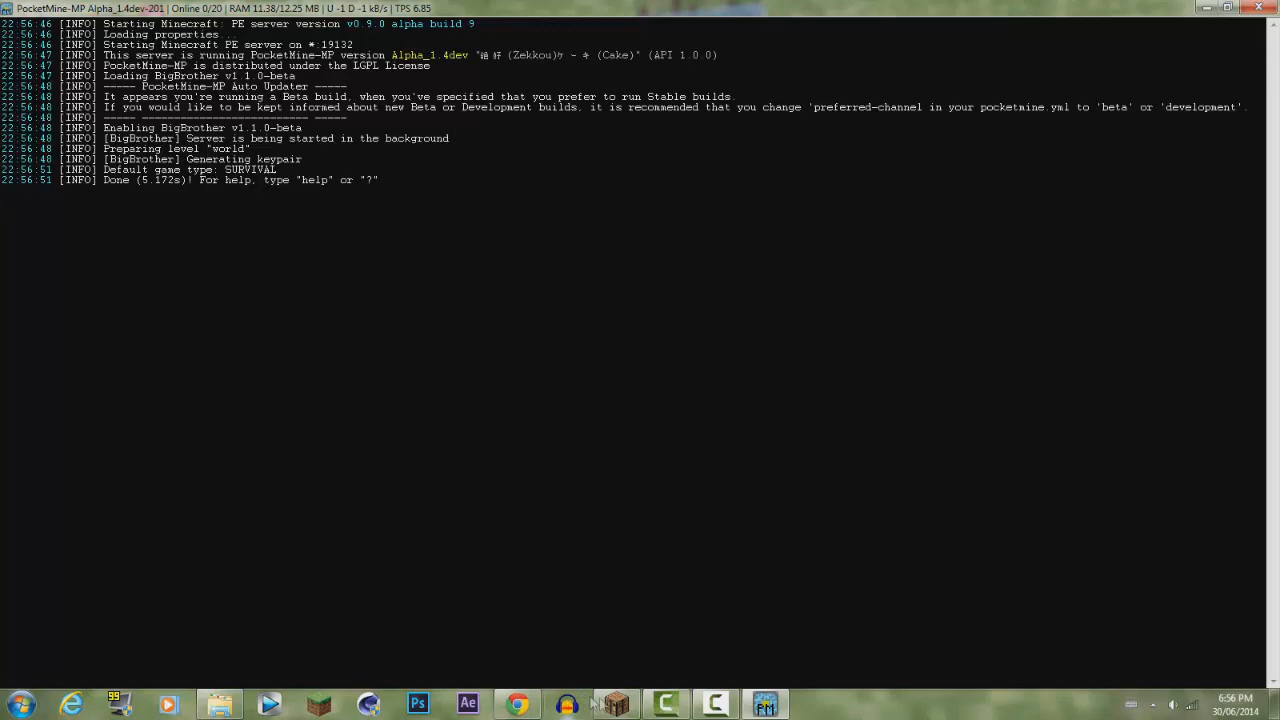 PocketMine-MP Alpha_1.4dev-201 | Online 0/20 | RAM 11.38/12.25 MB | U -1 D -1 kB/s | TPS 6.85
22:56:46 [INFO] Starting Minecraft: PE server version v0.9.0 alpha build 9
22:56:46 [INFO] Loading properties...
22:56:46 [INFO] Starting Minecraft PE server on *:19132
22:56:47 [INFO] This server is running PocketMine-MP version Alpha_1.4dev "絶好 (Zekkou)ケーキ (Cake)" (API 1.0.0)
22:56:47 [INFO] PocketMine-MP is distributed under the LGPL License
22:56:47 [INFO] Loading BigBrother v1.1.0-beta
22:56:48 [INFO] ----- PocketMine-MP Auto Updater -----
22:56:48 [INFO] It appears you're running a Beta build, when you've specified that you prefer to run Stable builds.
22:56:48 [INFO] If you would like to be kept informed about new Beta or Development builds, it is recommended that you change 'preferred-channel in your pocketmine.yml to 'beta' or 'development'.
22:56:48 [INFO] ----- -------------------------- -----
22:56:48 [INFO] Enabling BigBrother v1.1.0-beta
22:56:48 [INFO] [BigBrother] Server is being started in the background
22:56:48 [INFO] Preparing level "world"
22:56:48 [INFO] [BigBrother] Generating keypair
22:56:51 [INFO] Default game type: SURVIVAL
22:56:51 [INFO] Done (5.172s)! For help, type "help" or "?"
99
Ps
Ae
PM
6:56 PM
30/06/2014